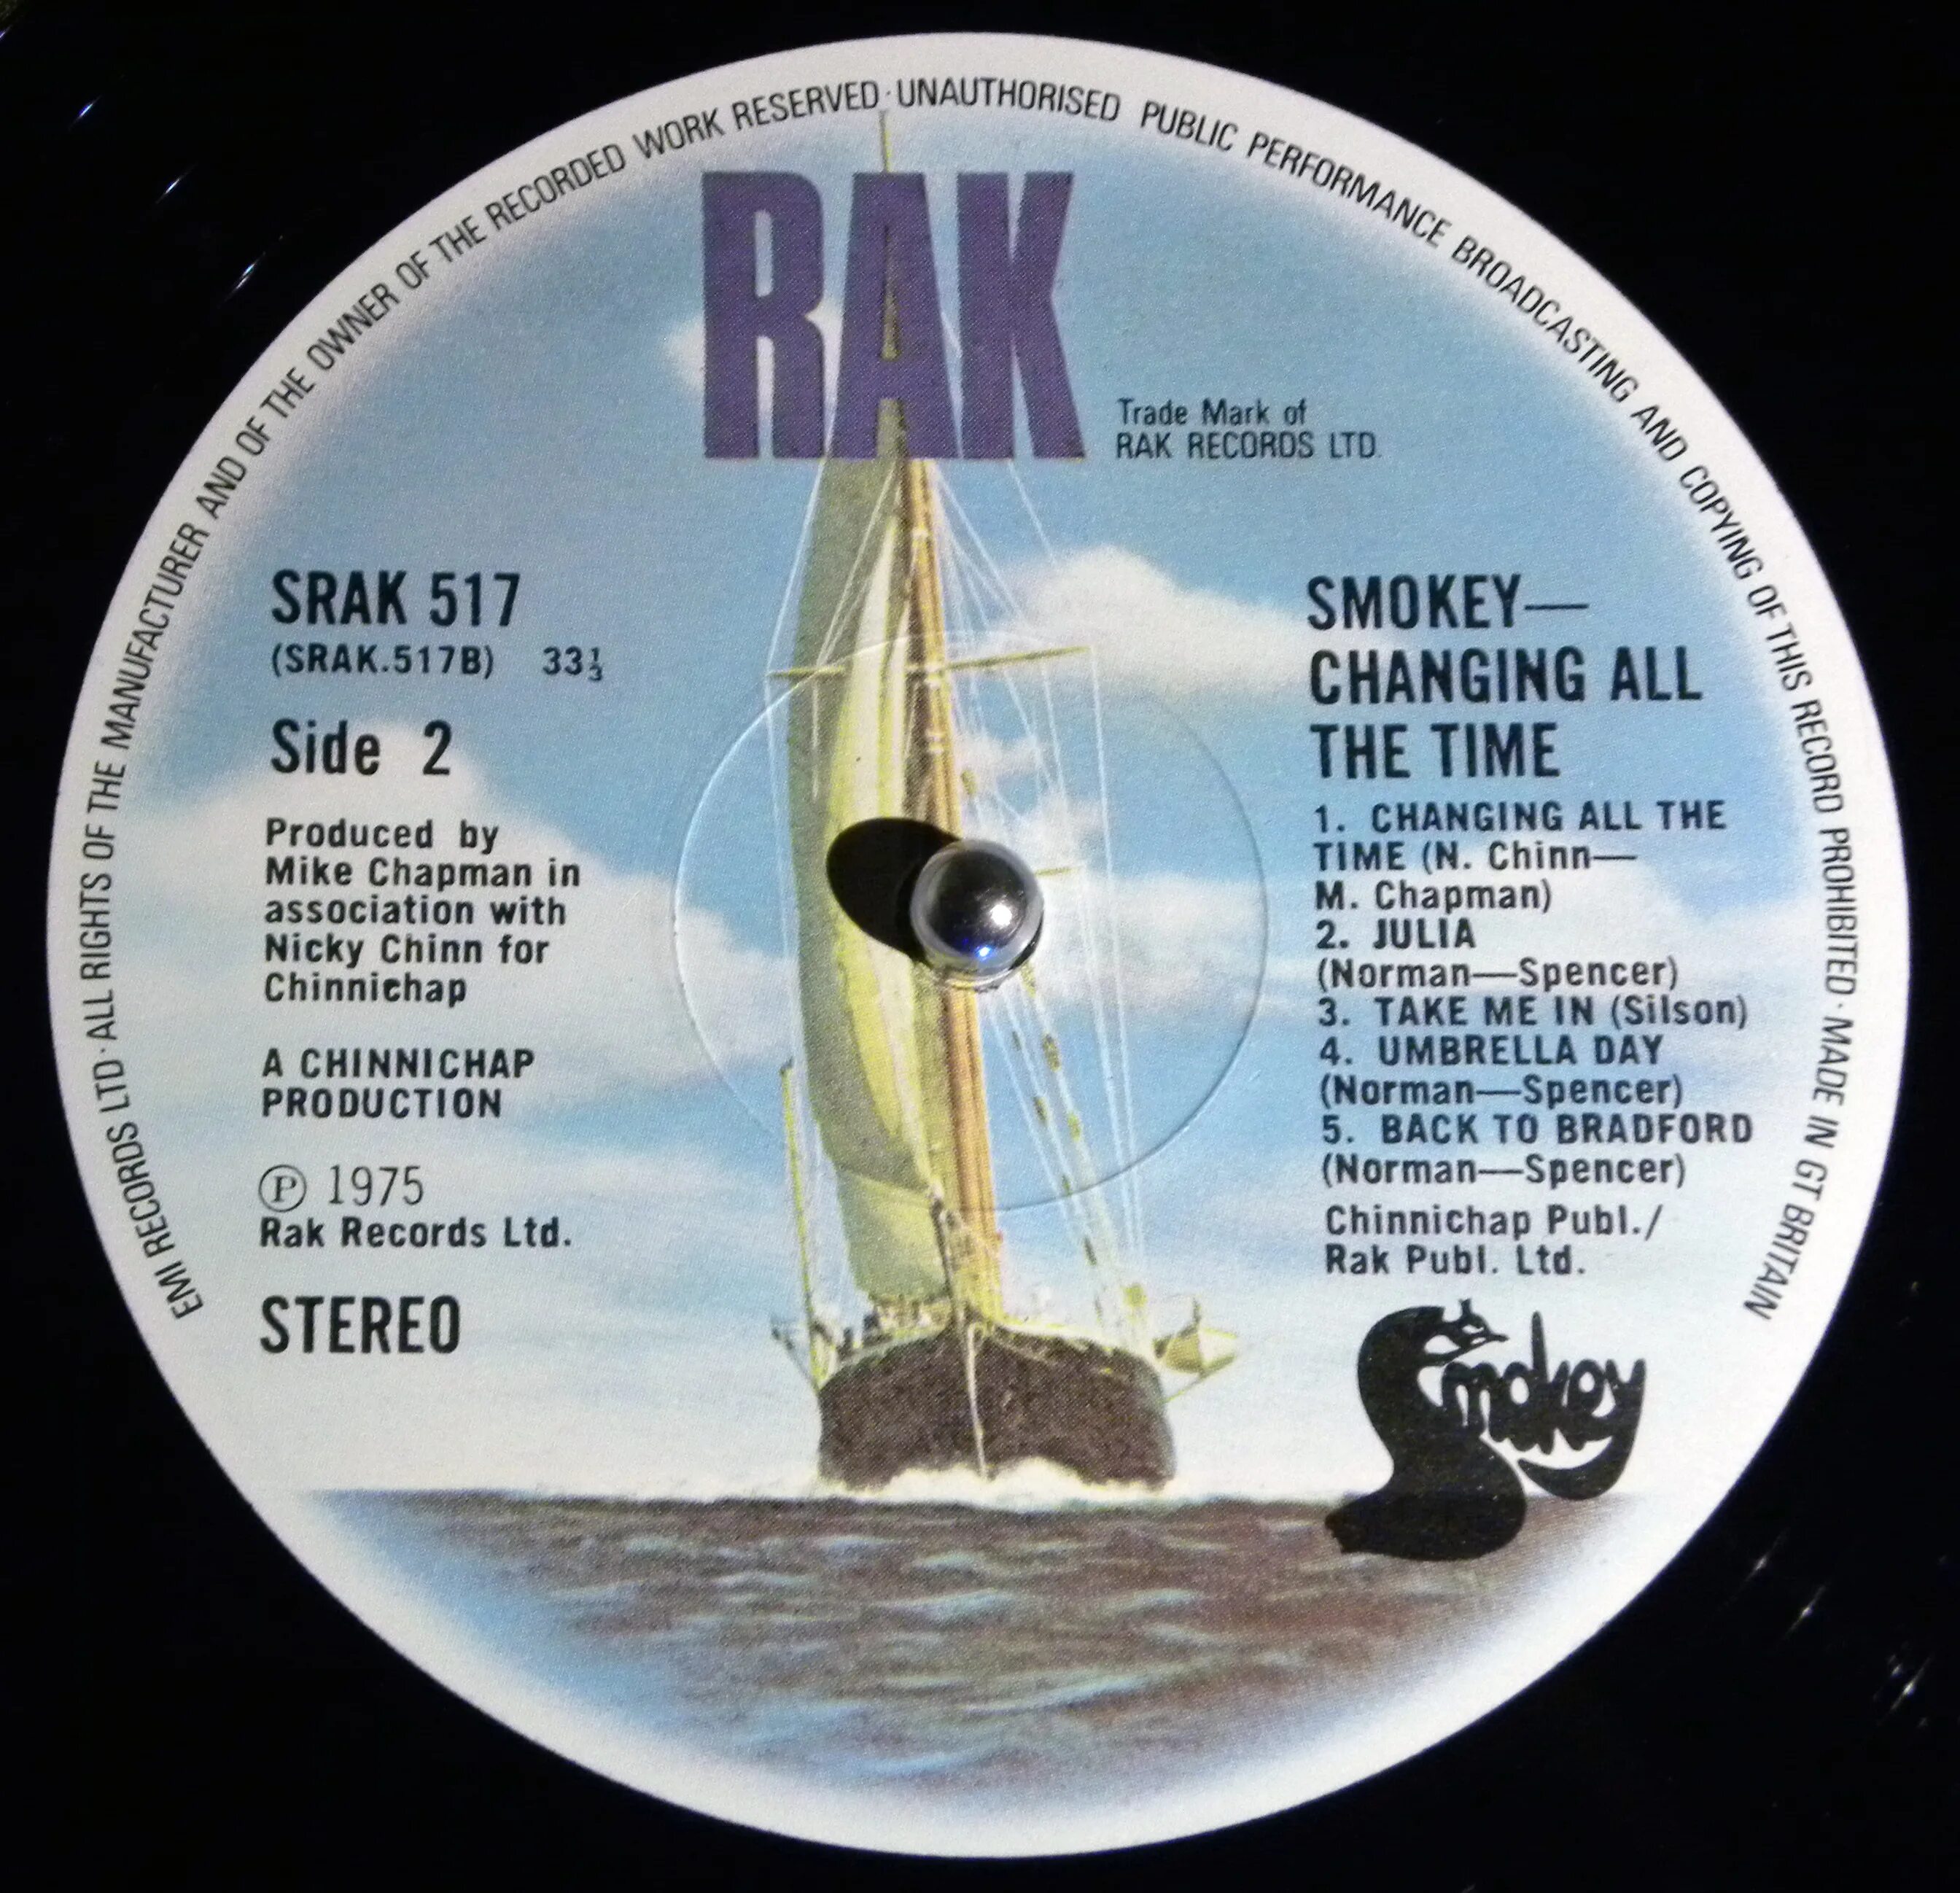 EMI RECORDS LTD · ALL RIGHTS OF THE MANUFACTURER AND OF THE OWNER OF THE RECORDED WORK RESERVED · UNAUTHORISED PUBLIC PERFORMANCE BROADCASTING AND COPYING OF THIS RECORD PROHIBITED · MADE IN GT BRITAIN
RAK
Trade Mark of
RAK RECORDS LTD.
SRAK 517
(SRAK.517B) 33⅓
Side 2
Produced by
Mike Chapman in
association with
Nicky Chinn for
Chinnichap
A CHINNICHAP
PRODUCTION
℗ 1975
Rak Records Ltd.
STEREO
SMOKEY—
CHANGING ALL
THE TIME
1. CHANGING ALL THE
TIME (N. Chinn—
M. Chapman)
2. JULIA
(Norman—Spencer)
3. TAKE ME IN (Silson)
4. UMBRELLA DAY
(Norman—Spencer)
5. BACK TO BRADFORD
(Norman—Spencer)
Chinnichap Publ./
Rak Publ. Ltd.
Smokey